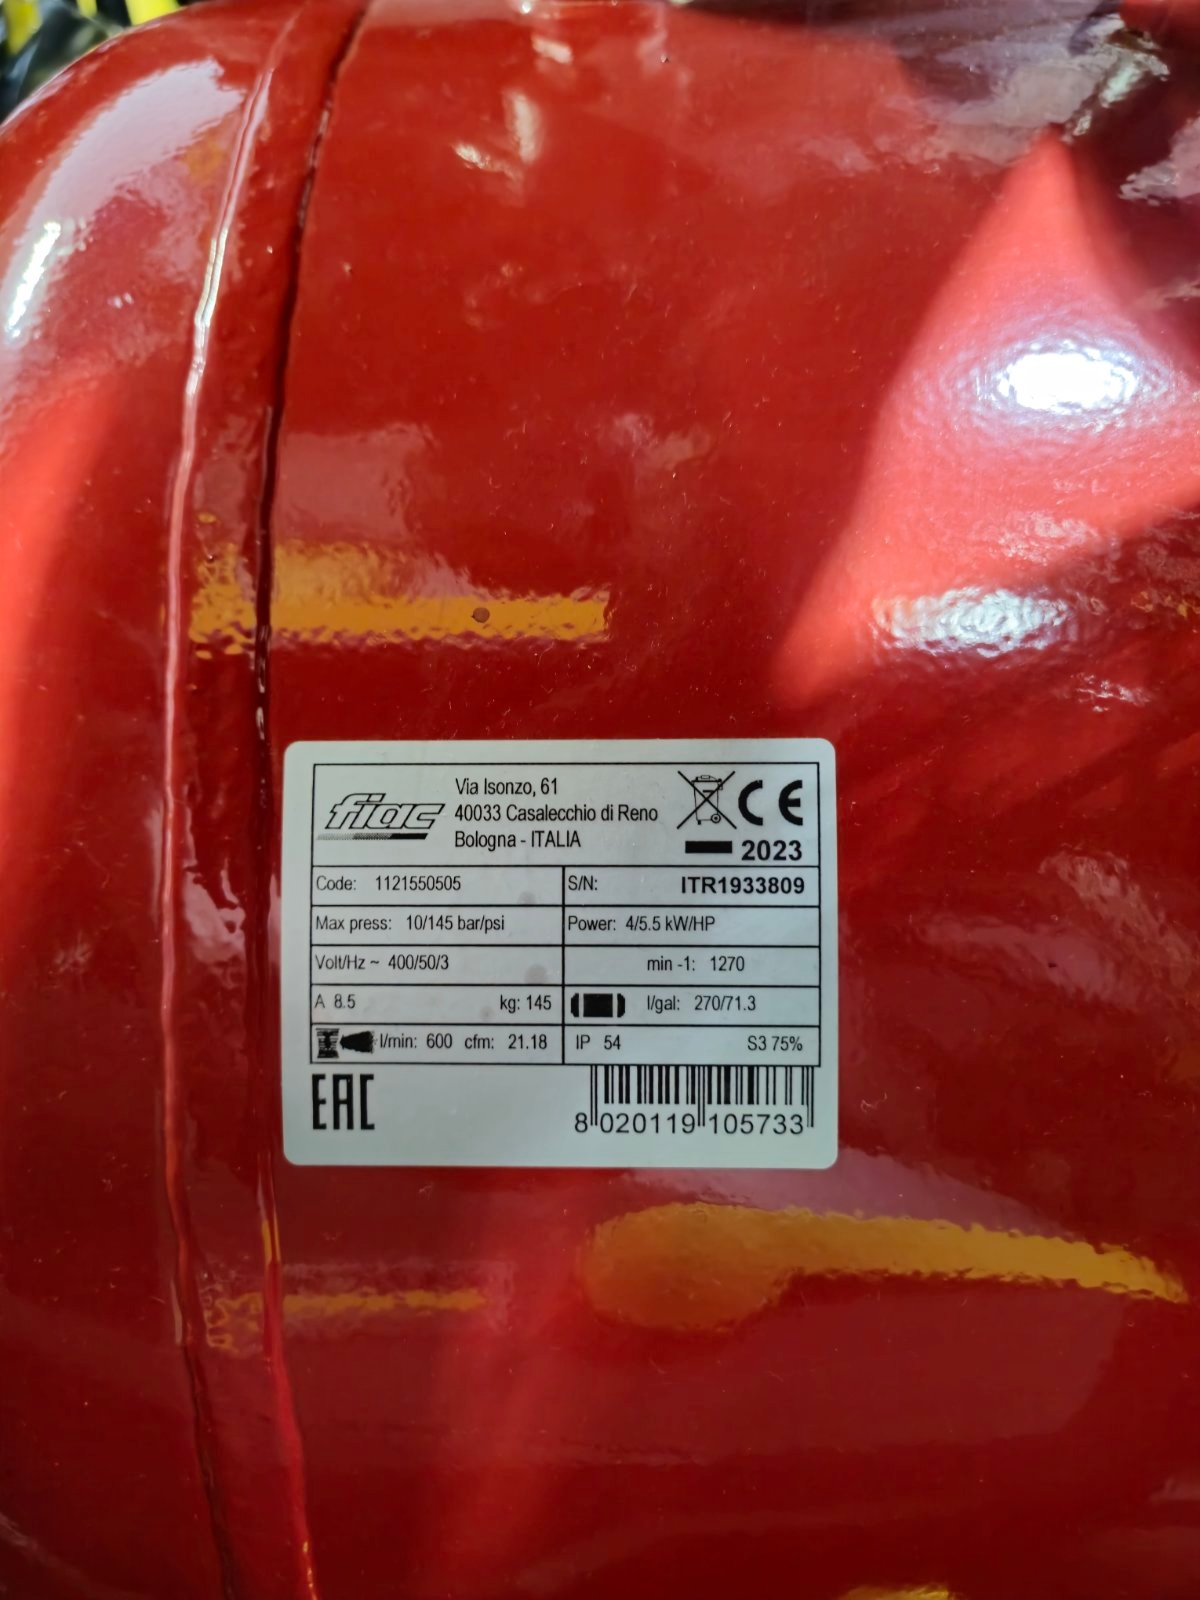 fiac
Via Isonzo, 61
40033 Casalecchio di Reno
Bologna - ITALIA
CE
2023
Code: 1121550505
S/N: ITR1933809
Max press: 10/145 bar/psi
Power: 4/5.5 kW/HP
Volt/Hz ~ 400/50/3
min -1: 1270
A 8.5 kg: 145
l/gal: 270/71.3
l/min: 600 cfm: 21.18
IP 54 S3 75%
EAC
8 020119 105733